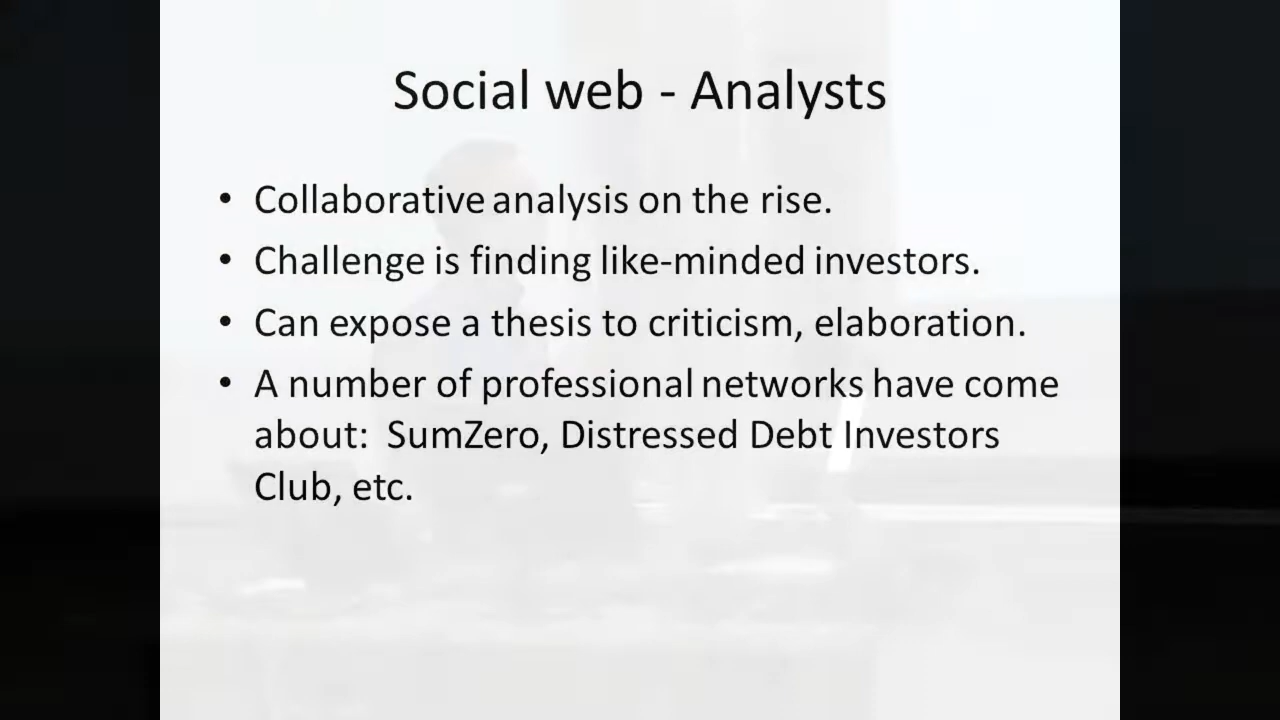 Social web - Analysts
• Collaborative analysis on the rise.
• Challenge is finding like-minded investors.
• Can expose a thesis to criticism, elaboration.
• A number of professional networks have come
about:  SumZero, Distressed Debt Investors
Club, etc.